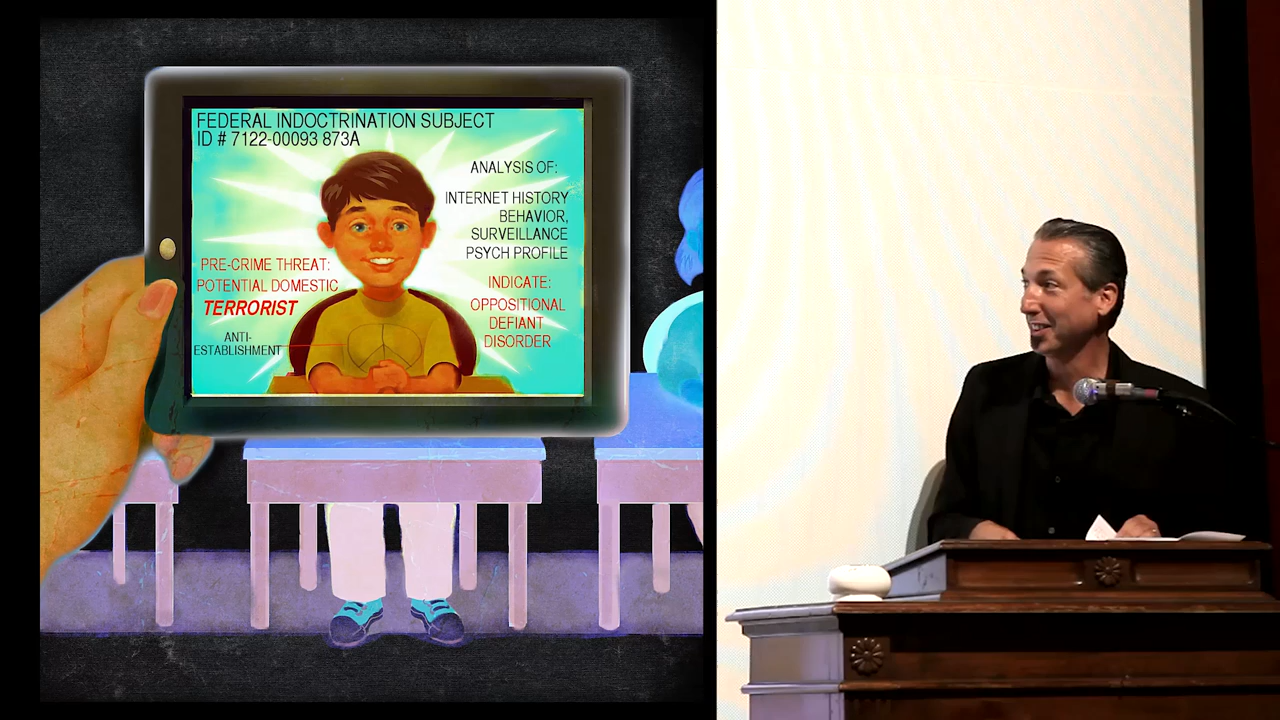 FEDERAL INDOCTRINATION SUBJECT
ID # 7122-00093 873A
ANALYSIS OF:
INTERNET HISTORY
BEHAVIOR,
SURVEILLANCE
PSYCH PROFILE
INDICATE:
OPPOSITIONAL
DEFIANT
DISORDER
PRE-CRIME THREAT:
POTENTIAL DOMESTIC
TERRORIST
ANTI-
ESTABLISHMENT